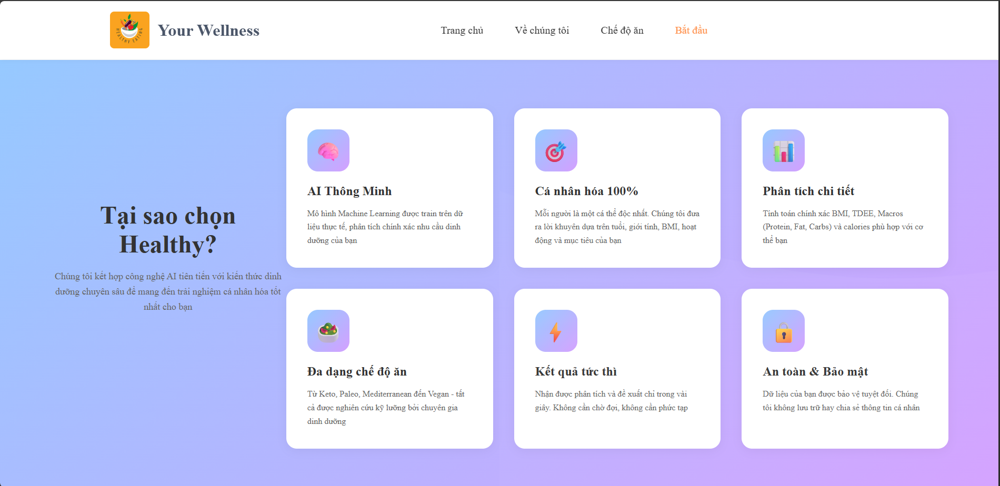 HEALTHY EATING
Your Wellness
Trang chủ
Về chúng tôi
Chế độ ăn
Bắt đầu
Tại sao chọn
Healthy?
Chúng tôi kết hợp công nghệ AI tiên tiến với kiến thức dinh
dưỡng chuyên sâu để mang đến trải nghiệm cá nhân hóa tốt
nhất cho bạn
AI Thông Minh
Mô hình Machine Learning được train trên dữ
liệu thực tế, phân tích chính xác nhu cầu dinh
dưỡng của bạn
Cá nhân hóa 100%
Mỗi người là một cá thể độc nhất. Chúng tôi đưa
ra lời khuyên dựa trên tuổi, giới tính, BMI, hoạt
động và mục tiêu của bạn
Phân tích chi tiết
Tính toán chính xác BMI, TDEE, Macros
(Protein, Fat, Carbs) và calories phù hợp với cơ
thể bạn
Đa dạng chế độ ăn
Từ Keto, Paleo, Mediterranean đến Vegan - tất
cả được nghiên cứu kỹ lưỡng bởi chuyên gia
dinh dưỡng
Kết quả tức thì
Nhận được phân tích và đề xuất chỉ trong vài
giây. Không cần chờ đợi, không cần phức tạp
An toàn & Bảo mật
Dữ liệu của bạn được bảo vệ tuyệt đối. Chúng
tôi không lưu trữ hay chia sẻ thông tin cá nhân